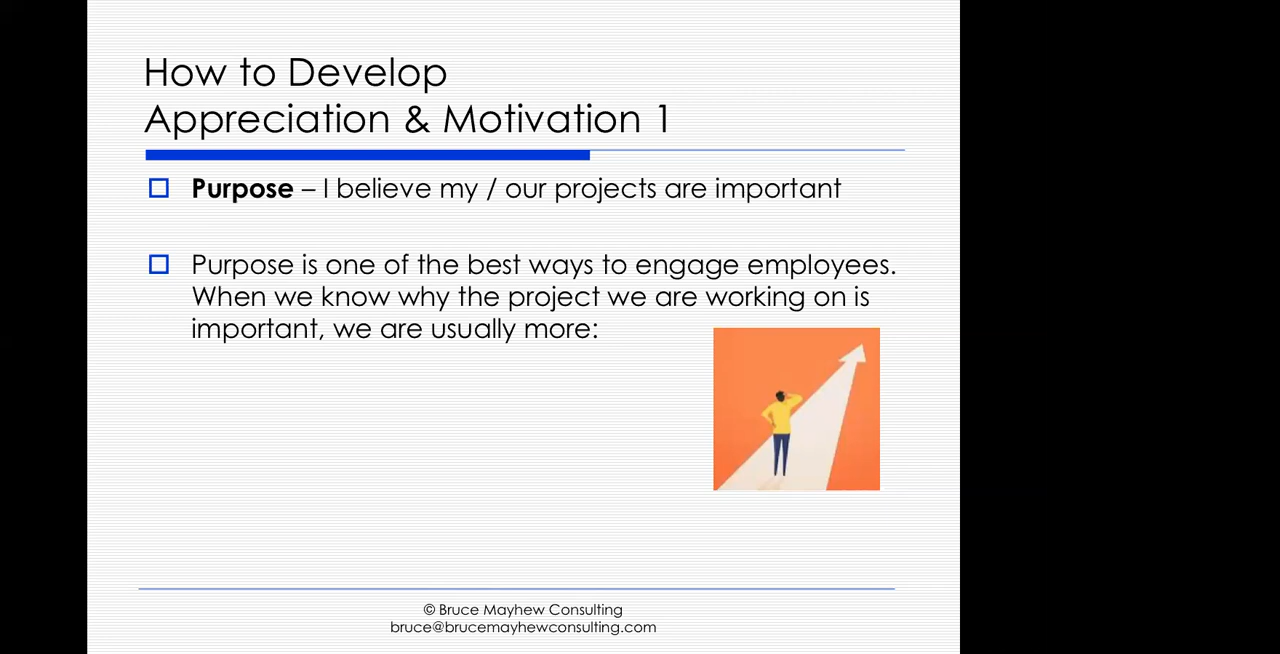 How to Develop
Appreciation & Motivation 1
Purpose – I believe my / our projects are important
Purpose is one of the best ways to engage employees.
When we know why the project we are working on is
important, we are usually more:
© Bruce Mayhew Consulting
bruce@brucemayhewconsulting.com